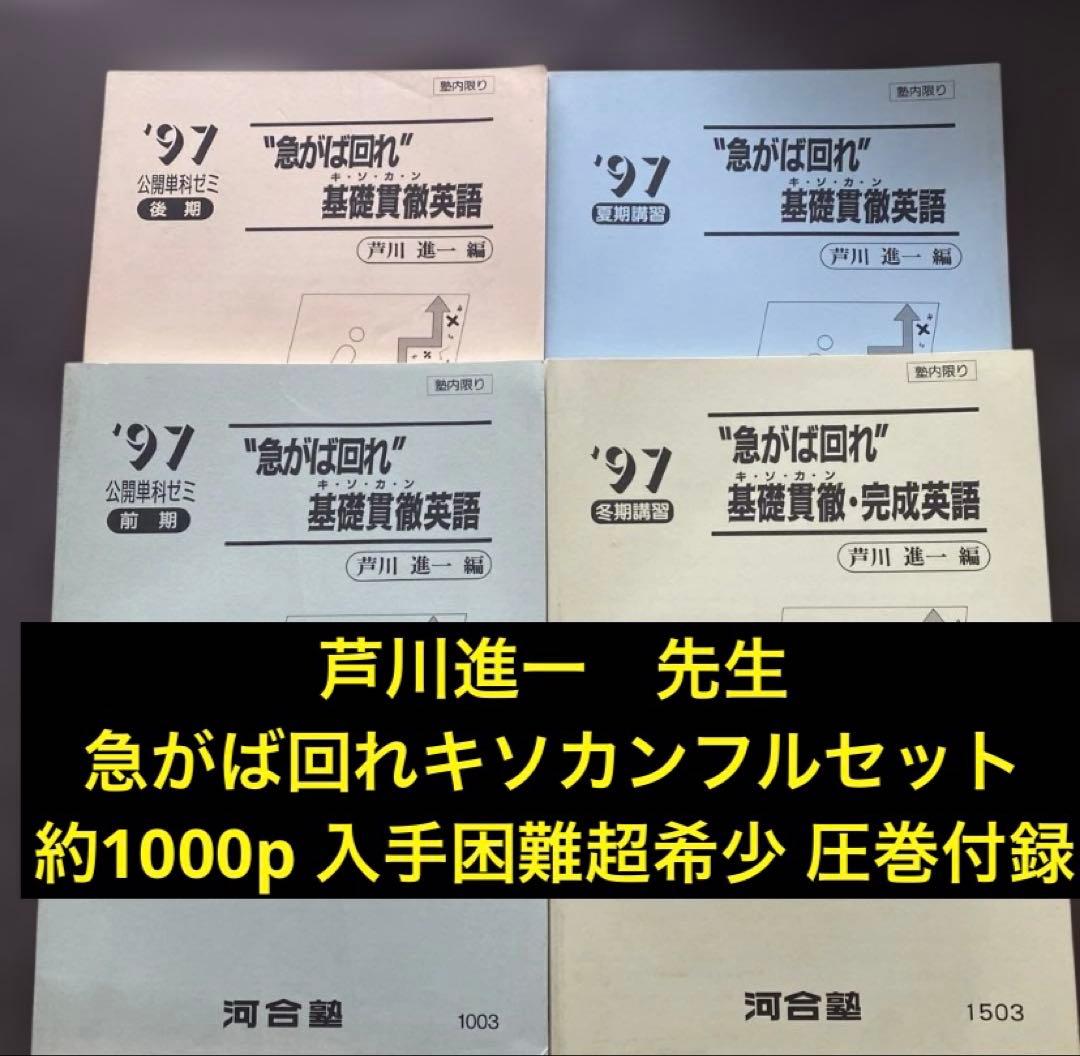 塾内限り
'97
公開単科ゼミ
後期
"急がば回れ"
キ・ソ・カ・ン
基礎貫徹英語
芦川 進一 編
塾内限り
'97
夏期講習
"急がば回れ"
キ・ソ・カ・ン
基礎貫徹英語
芦川 進一 編
塾内限り
'97
公開単科ゼミ
前期
"急がば回れ"
キ・ソ・カ・ン
基礎貫徹英語
芦川 進一 編
塾内限り
'97
冬期講習
"急がば回れ"
キ・ソ・カ・ン
基礎貫徹・完成英語
芦川 進一 編
芦川進一 先生
急がば回れキソカンフルセット
約1000p 入手困難超希少 圧巻付録
河合塾
1003
河合塾
1503